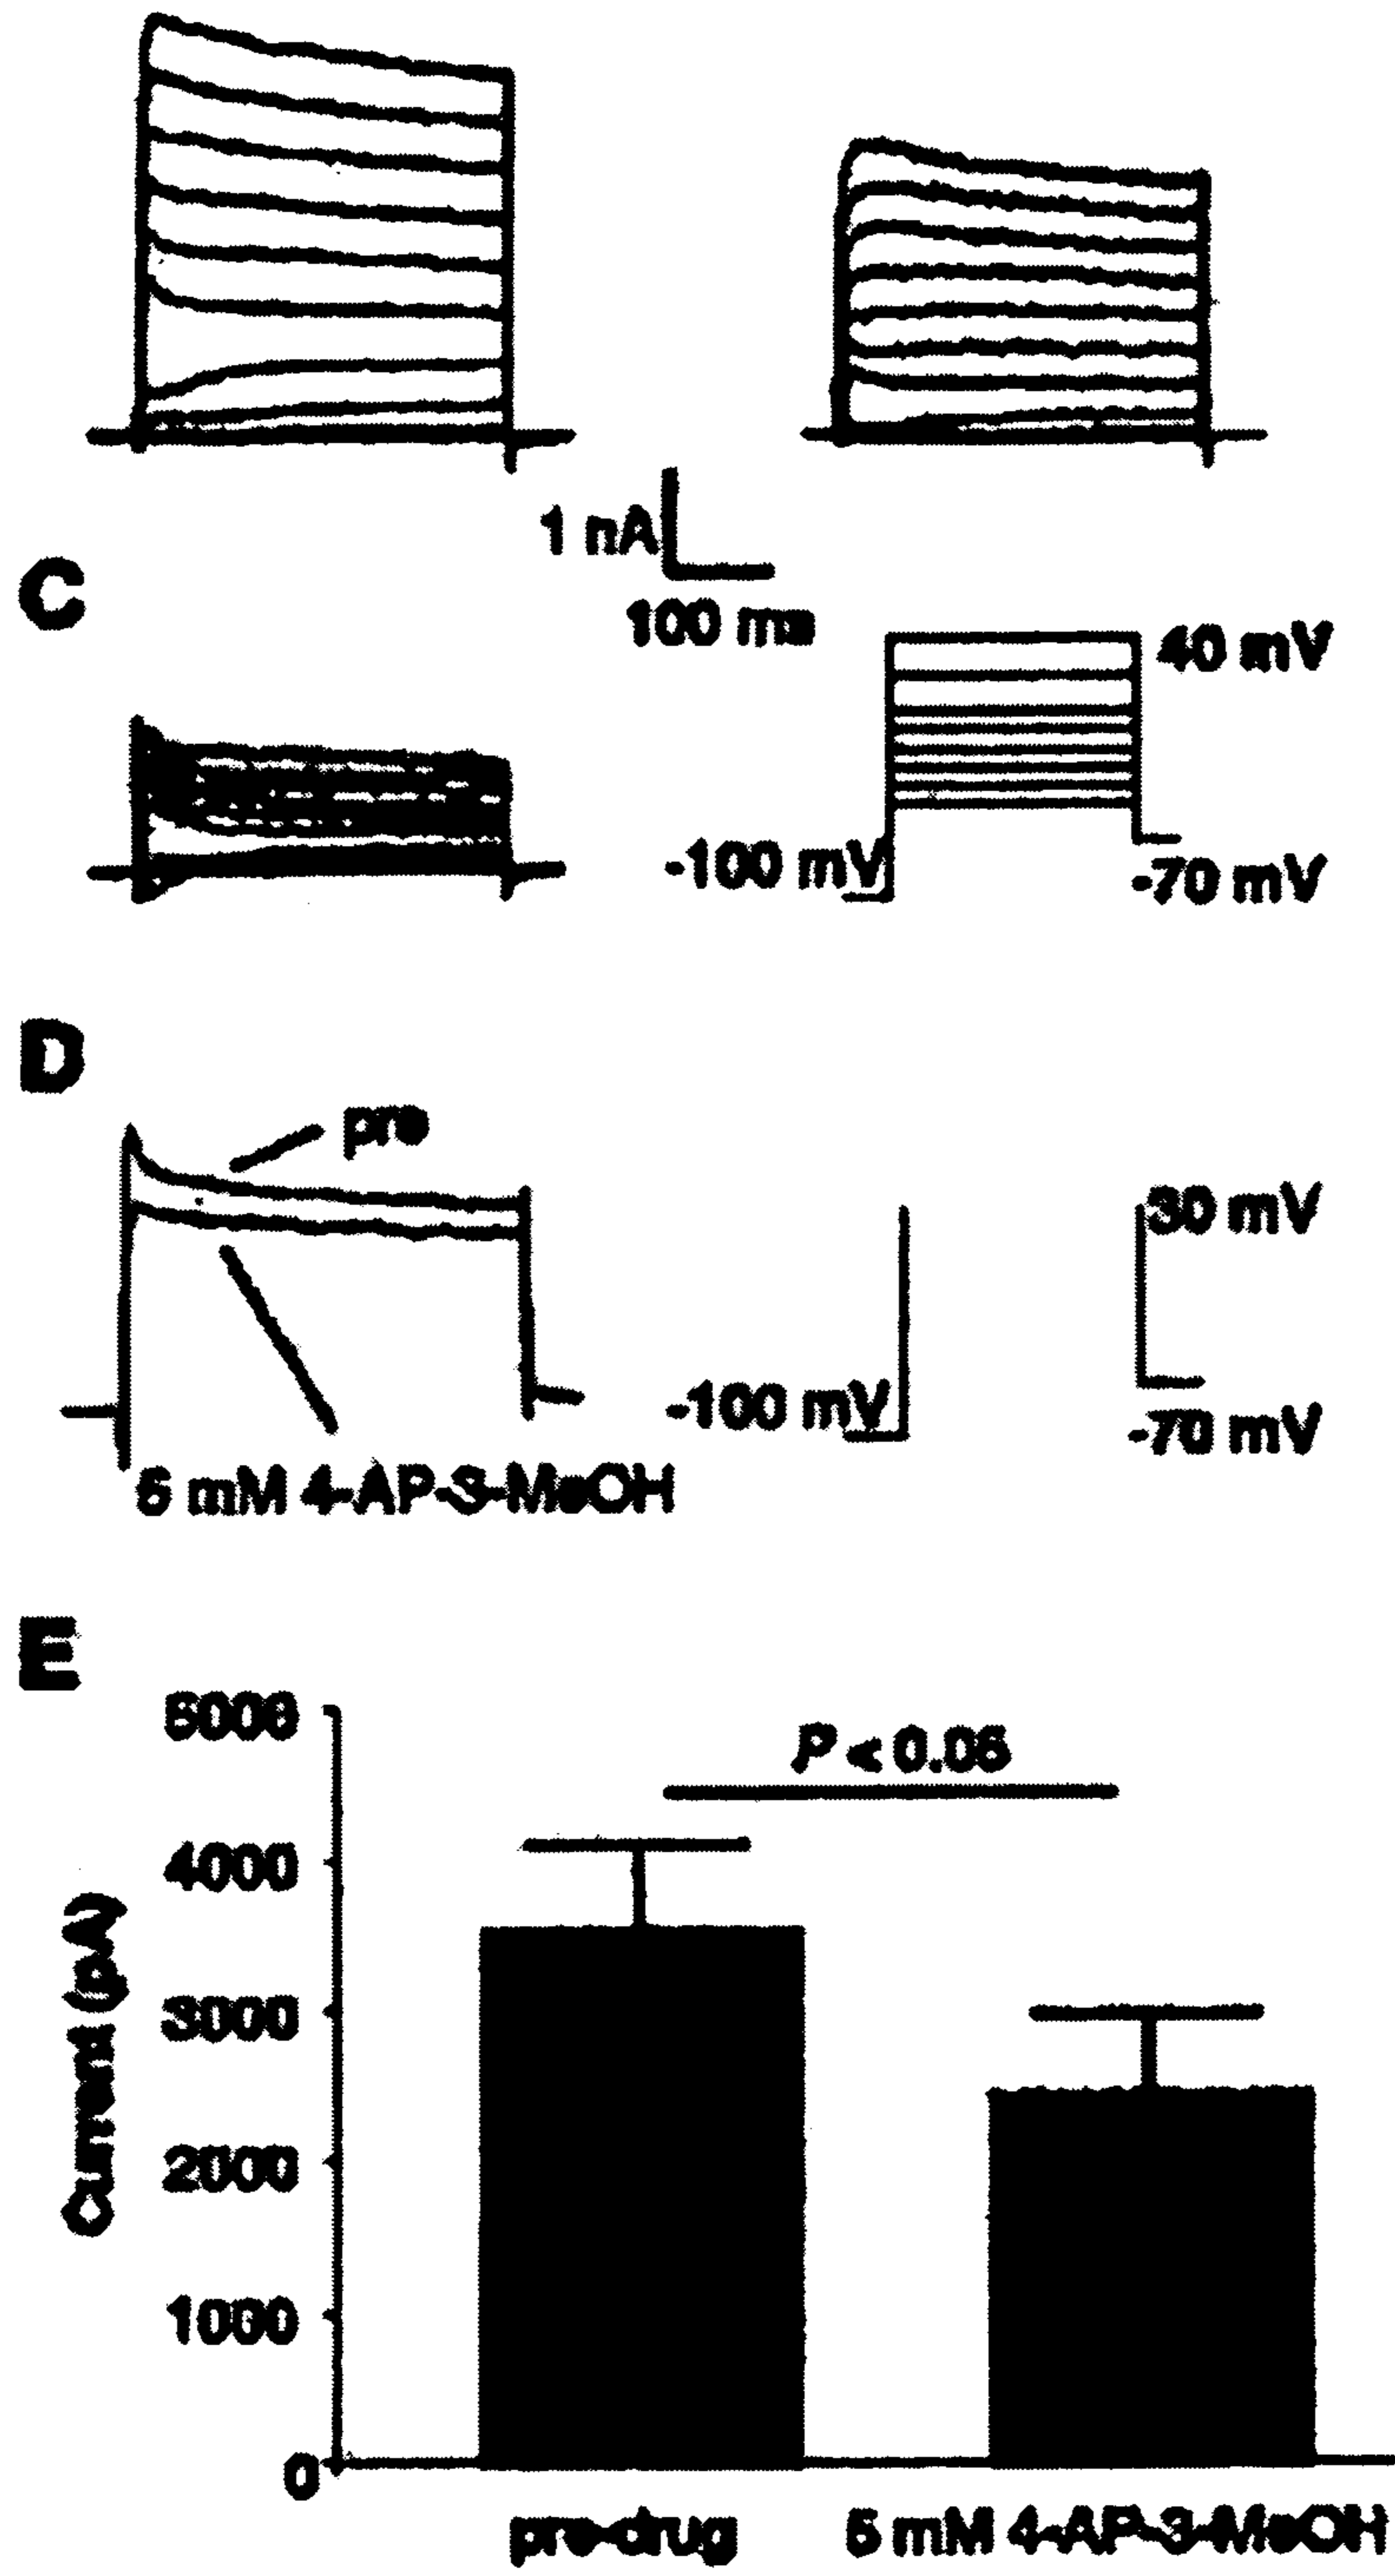 1 nA
100 ms
C
40 mV
-100 mV
-70 mV
D
pre
30 mV
-100 mV
-70 mV
5 mM 4-AP-3-MeOH
E
5000
P < 0.05
4000
3000
2000
1000
0
Current (pA)
pre-drug
5 mM 4-AP-3-MeOH